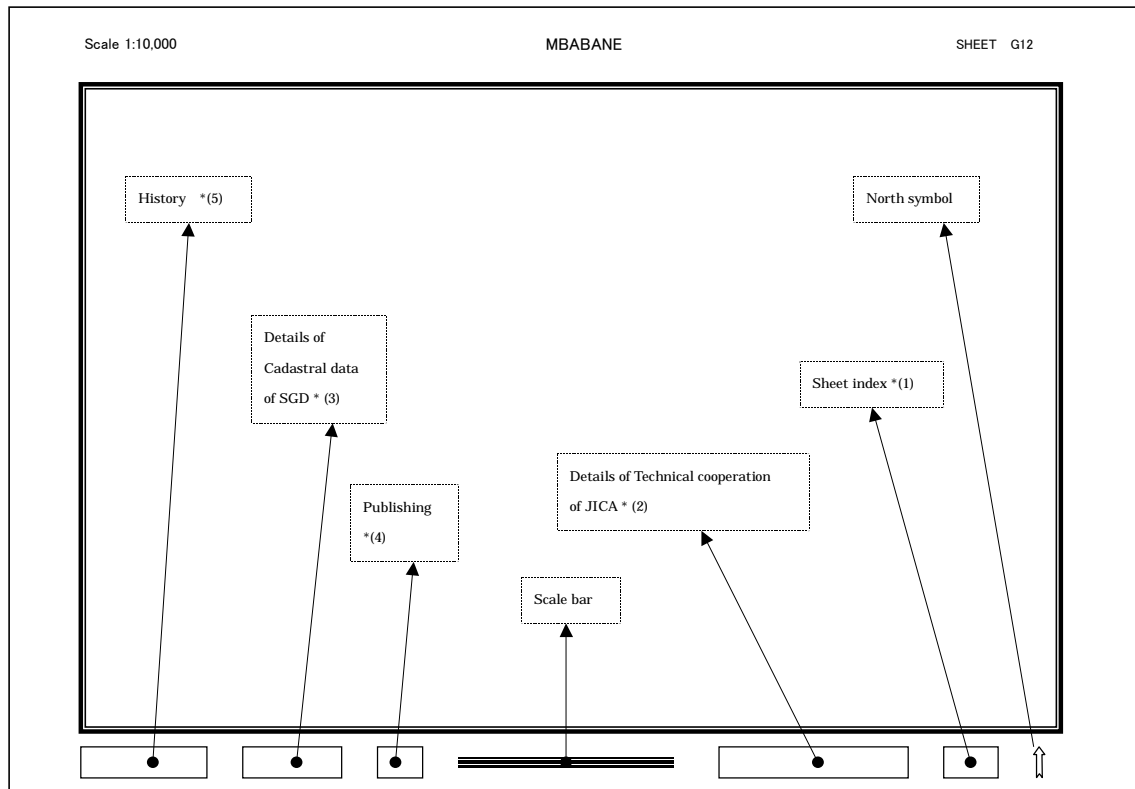 Scale 1:10,000
MBABANE
SHEET G12
History *(5)
North symbol
Details of
Cadastral data
of SGD * (3)
Sheet index *(1)
Details of Technical cooperation
of JICA * (2)
Publishing
*(4)
Scale bar